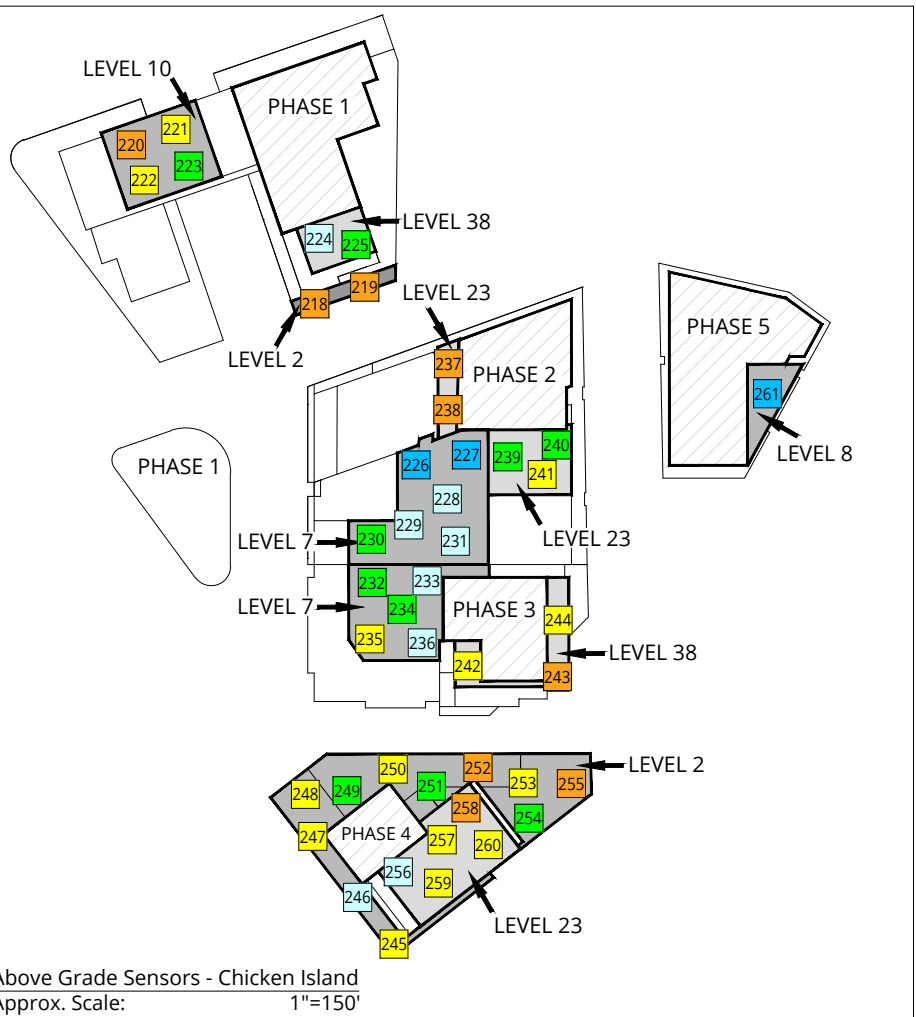 LEVEL 10
PHASE 1
221
220
223
222
LEVEL 38
224
225
219
218
LEVEL 23
LEVEL 2
237
PHASE 2
238
PHASE 5
261
LEVEL 8
PHASE 1
226
227
239
240
241
228
229
231
LEVEL 23
LEVEL 7
230
232
233
LEVEL 7
234
PHASE 3
244
235
236
242
LEVEL 38
243
250
252
LEVEL 2
248
249
251
253
255
258
254
247
PHASE 4
257
260
256
259
246
LEVEL 23
245
Above Grade Sensors - Chicken Island
Approx. Scale: 1"=150'